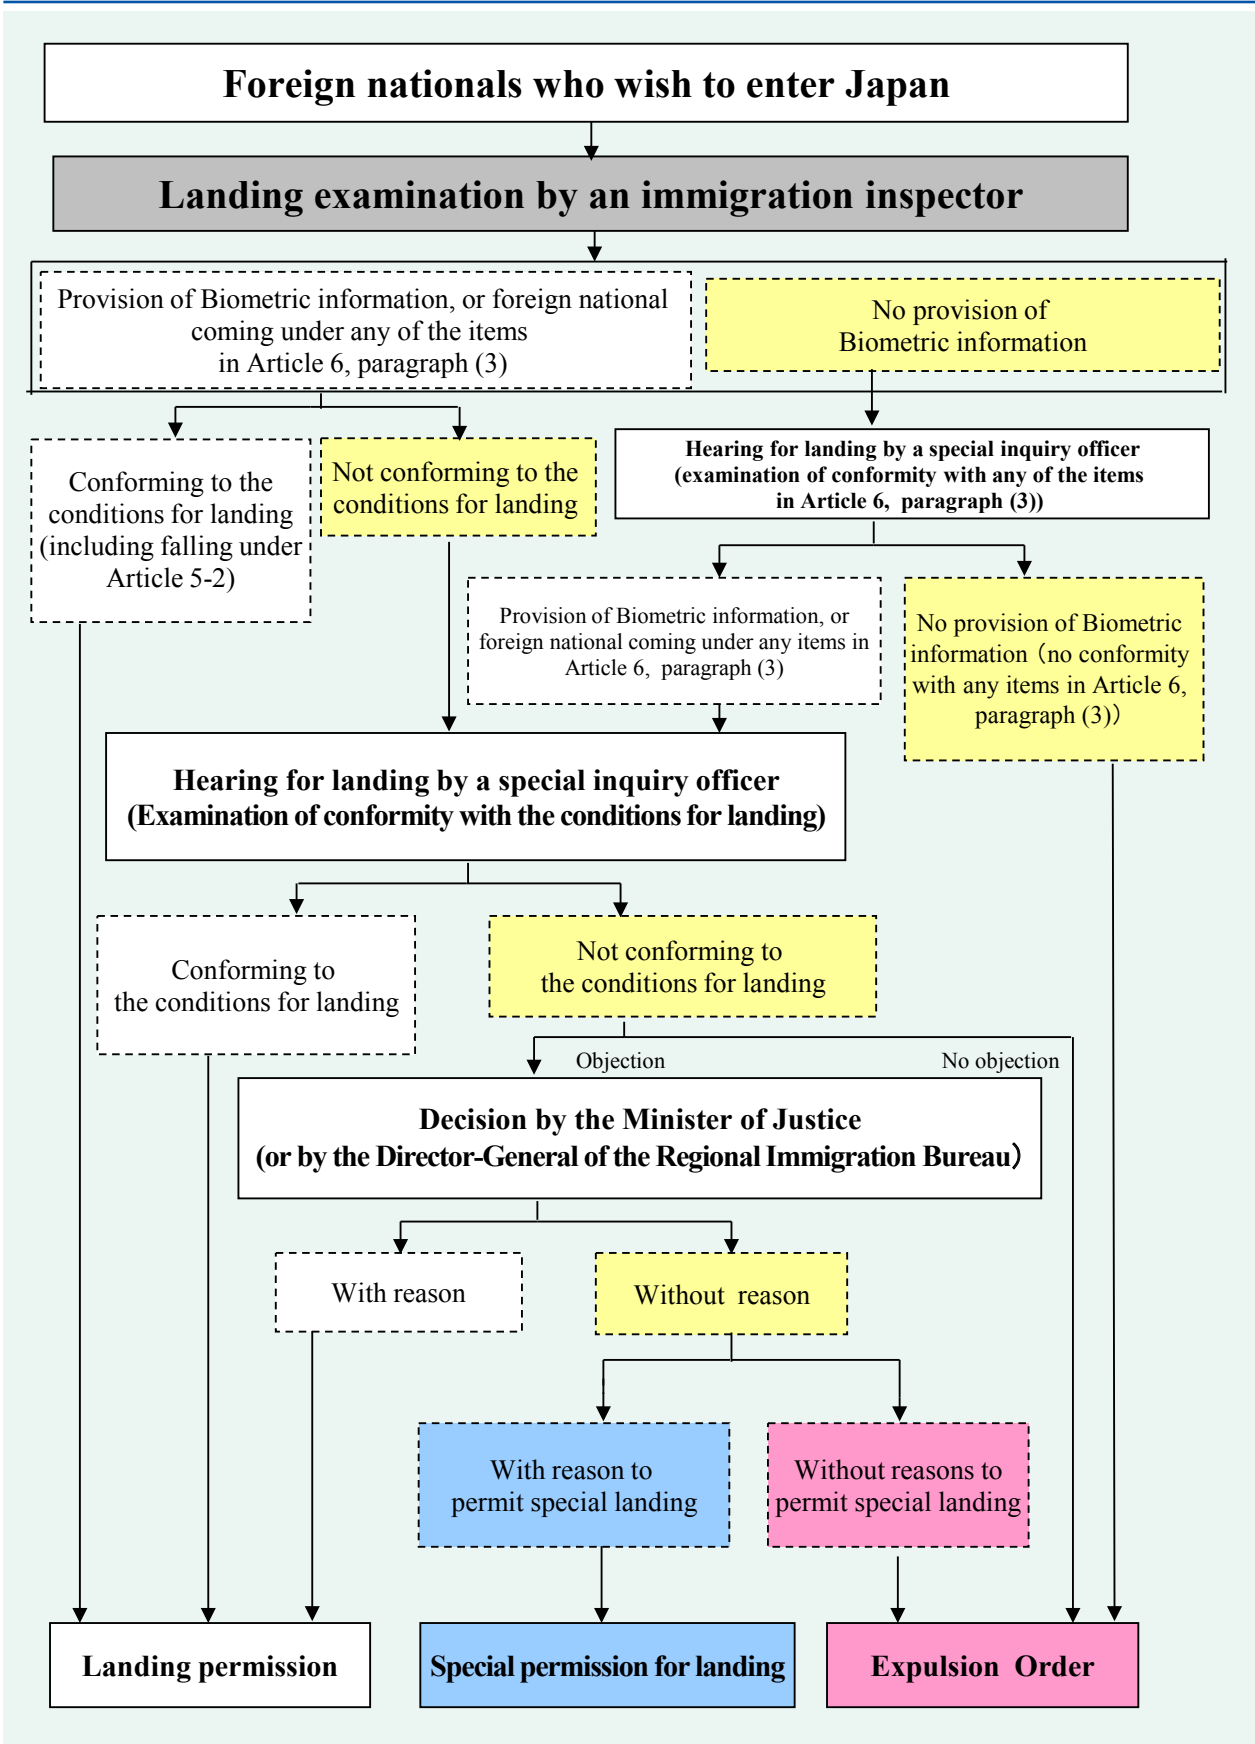 Foreign nationals who wish to enter Japan
Landing examination by an immigration inspector
Provision of Biometric information, or foreign national
coming under any of the items
in Article 6, paragraph (3)
No provision of
Biometric information
Conforming to the
conditions for landing
(including falling under
Article 5-2)
Not conforming to the
conditions for landing
Hearing for landing by a special inquiry officer
(examination of conformity with any of the items
in Article 6, paragraph (3))
Provision of Biometric information, or
foreign national coming under any items in
Article 6, paragraph (3)
No provision of Biometric
information（no conformity
with any items in Article 6,
paragraph (3)）
Hearing for landing by a special inquiry officer
(Examination of conformity with the conditions for landing)
Conforming to
the conditions for landing
Not conforming to
the conditions for landing
Objection
No objection
Decision by the Minister of Justice
(or by the Director-General of the Regional Immigration Bureau）
With reason
Without reason
With reason to
permit special landing
Without reasons to
permit special landing
Landing permission
Special permission for landing
Expulsion Order